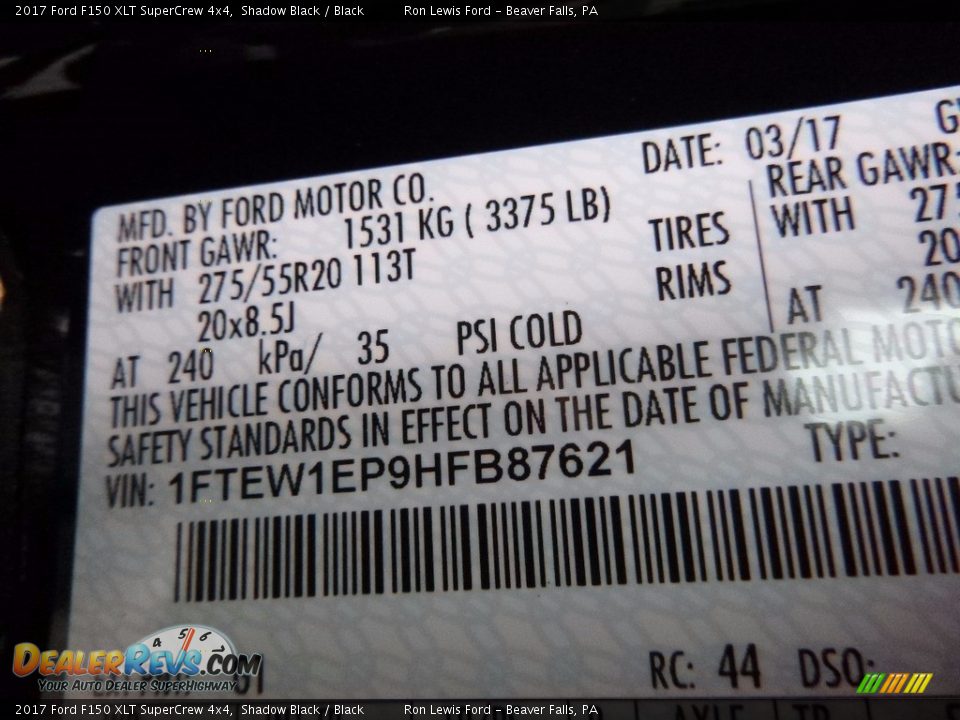 2017 Ford F150 XLT SuperCrew 4x4, Shadow Black / Black Ron Lewis Ford - Beaver Falls, PA
DATE: 03/17
MFD. BY FORD MOTOR CO. REAR GAWR:
FRONT GAWR: 1531 KG ( 3375 LB) WITH
WITH 275/55R20 113T TIRES
20x8.5J RIMS
AT 240 kPa/ 35 PSI COLD AT 240
THIS VEHICLE CONFORMS TO ALL APPLICABLE FEDERAL
SAFETY STANDARDS IN EFFECT ON THE DATE OF
VIN: 1FTEW1EP9HFB87621 TYPE:
RC: 44 DSO:
4 5 6
DEALERREVS.COM
YOUR AUTO DEALER SUPERHIGHWAY
2017 Ford F150 XLT SuperCrew 4x4, Shadow Black / Black Ron Lewis Ford - Beaver Falls, PA